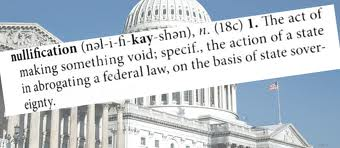 nullification (nəl-ı-fi-kay-shən), n. (18c) 1. The act of
making something void; specif., the action of a state
in abrogating a federal law, on the basis of state sover-
eignty.